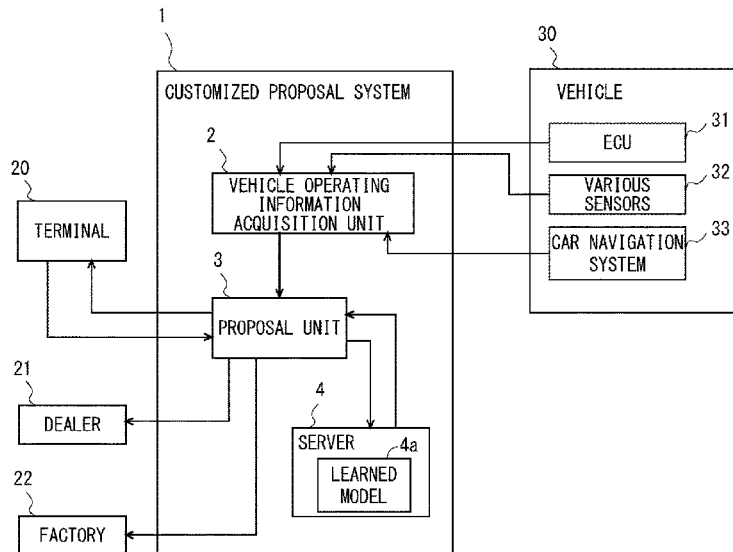 1
CUSTOMIZED PROPOSAL SYSTEM
2
VEHICLE OPERATING
INFORMATION
ACQUISITION UNIT
3
PROPOSAL UNIT
4
SERVER
4a
LEARNED
MODEL
20
TERMINAL
21
DEALER
22
FACTORY
30
VEHICLE
31
ECU
32
VARIOUS
SENSORS
33
CAR NAVIGATION
SYSTEM